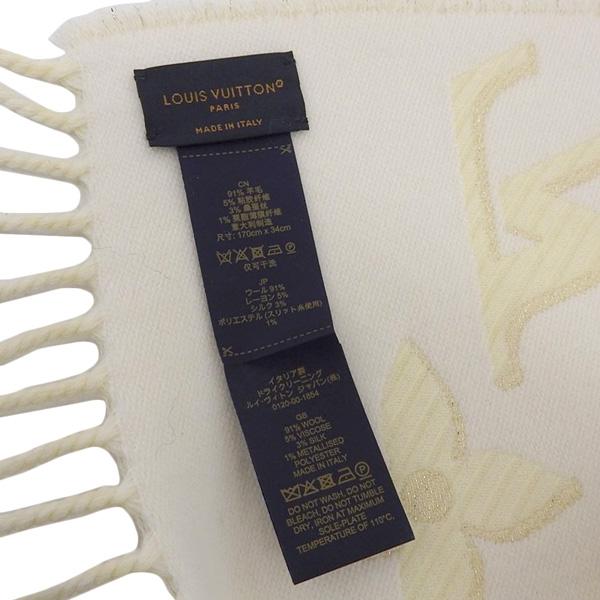 LOUIS VUITTON
PARIS
MADE IN ITALY
CN
91% 羊毛
5% 粘胶纤维
3% 桑蚕丝
1% 聚酯薄膜纤维
意大利制造
尺寸: 170cm x 34cm
仅可干洗
JP
ウール 91%
レーヨン 5%
シルク 3%
ポリエステル (スリット糸使用)
1%
イタリア製
ドライクリーニング
ルイ・ヴィトン ジャパン(株)
0120-00-1854
GB
91% WOOL
5% VISCOSE
3% SILK
1% METALLISED
POLYESTER
MADE IN ITALY
DO NOT WASH, DO NOT
BLEACH, DO NOT TUMBLE
DRY, IRON AT MAXIMUM
SOLE-PLATE
TEMPERATURE OF 110°C.